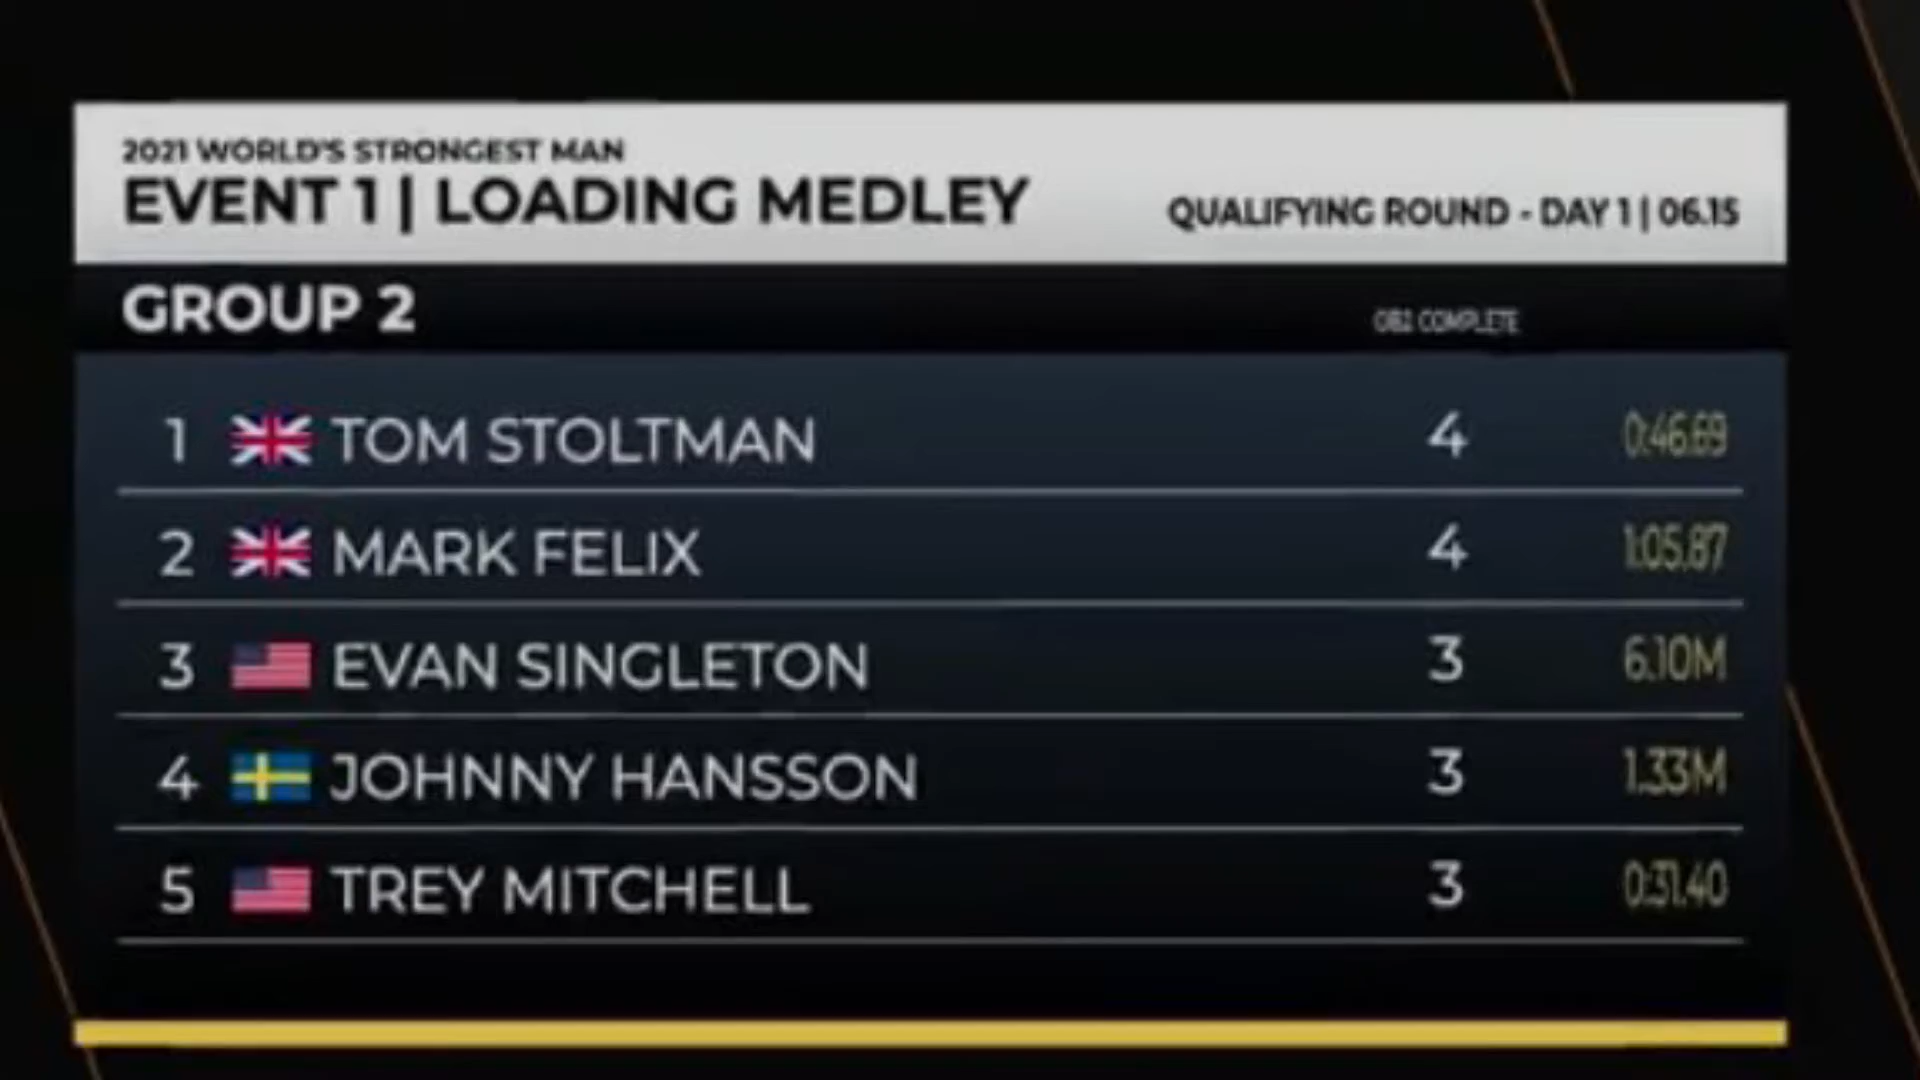 2021 WORLD'S STRONGEST MAN
EVENT 1 | LOADING MEDLEY
QUALIFYING ROUND - DAY 1 | 06.15
GROUP 2
OBJ COMPLETE
1 TOM STOLTMAN 4 0:46.69
2 MARK FELIX 4 1:05.87
3 EVAN SINGLETON 3 6.10M
4 JOHNNY HANSSON 3 1.33M
5 TREY MITCHELL 3 0:31.40